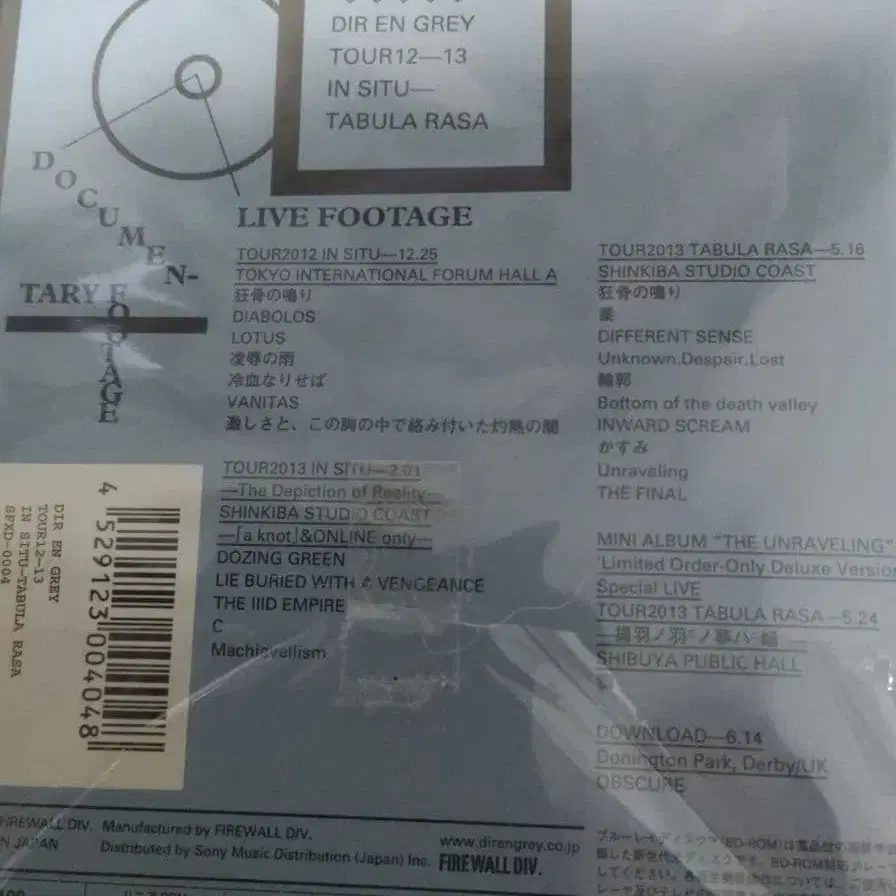 DIR EN GREY
TOUR12—13
IN SITU—
TABULA RASA
DOCUMEN-
TARY FOOTAGE
LIVE FOOTAGE
TOUR2012 IN SITU—12.25
TOKYO INTERNATIONAL FORUM HALL A
狂骨の鳴り
DIABOLOS
LOTUS
凌辱の雨
冷血なりせば
VANITAS
激しさと、この胸の中で絡み付いた灼熱の闇
TOUR2013 IN SITU—2.01
—The Depiction of Reality—
SHINKIBA STUDIO COAST
—「a knot」&ONLINE only—
DOZING GREEN
LIE BURIED WITH A VENGEANCE
THE IIID EMPIRE
C
Machiavellism
TOUR2013 TABULA RASA—5.16
SHINKIBA STUDIO COAST
狂骨の鳴り
DIFFERENT SENSE
Unknown.Despair.Lost
輪郭
Bottom of the death valley
INWARD SCREAM
かすみ
Unraveling
THE FINAL
MINI ALBUM "THE UNRAVELING"
'Limited Order-Only Deluxe Version
Special LIVE
TOUR2013 TABULA RASA—5.24
SHIBUYA PUBLIC HALL
DOWNLOAD—6.14
Donington Park, Derby/UK
OBSCURE
4 529123 004048
DIR EN GREY
TOUR12-13
IN SITU-TABULA RASA
SFXD-0004
FIREWALL DIV.
N JAPAN
Manufactured by FIREWALL DIV.
Distributed by Sony Music Distribution (Japan) Inc.
www.direngrey.co.jp
FIREWALL DIV.